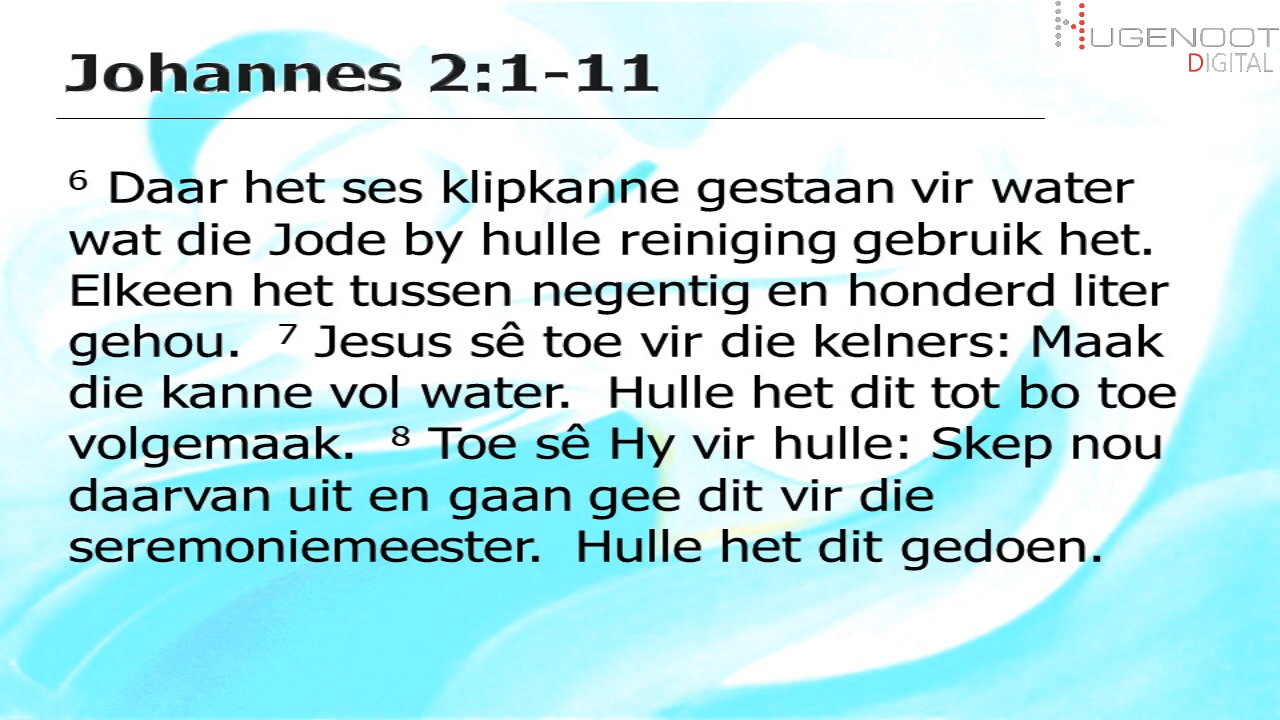 HUGENOOT
DIGITAL
Johannes 2:1-11
6 Daar het ses klipkanne gestaan vir water
wat die Jode by hulle reiniging gebruik het.
Elkeen het tussen negentig en honderd liter
gehou. 7 Jesus sê toe vir die kelners: Maak
die kanne vol water. Hulle het dit tot bo toe
volgemaak. 8 Toe sê Hy vir hulle: Skep nou
daarvan uit en gaan gee dit vir die
seremoniemeester. Hulle het dit gedoen.